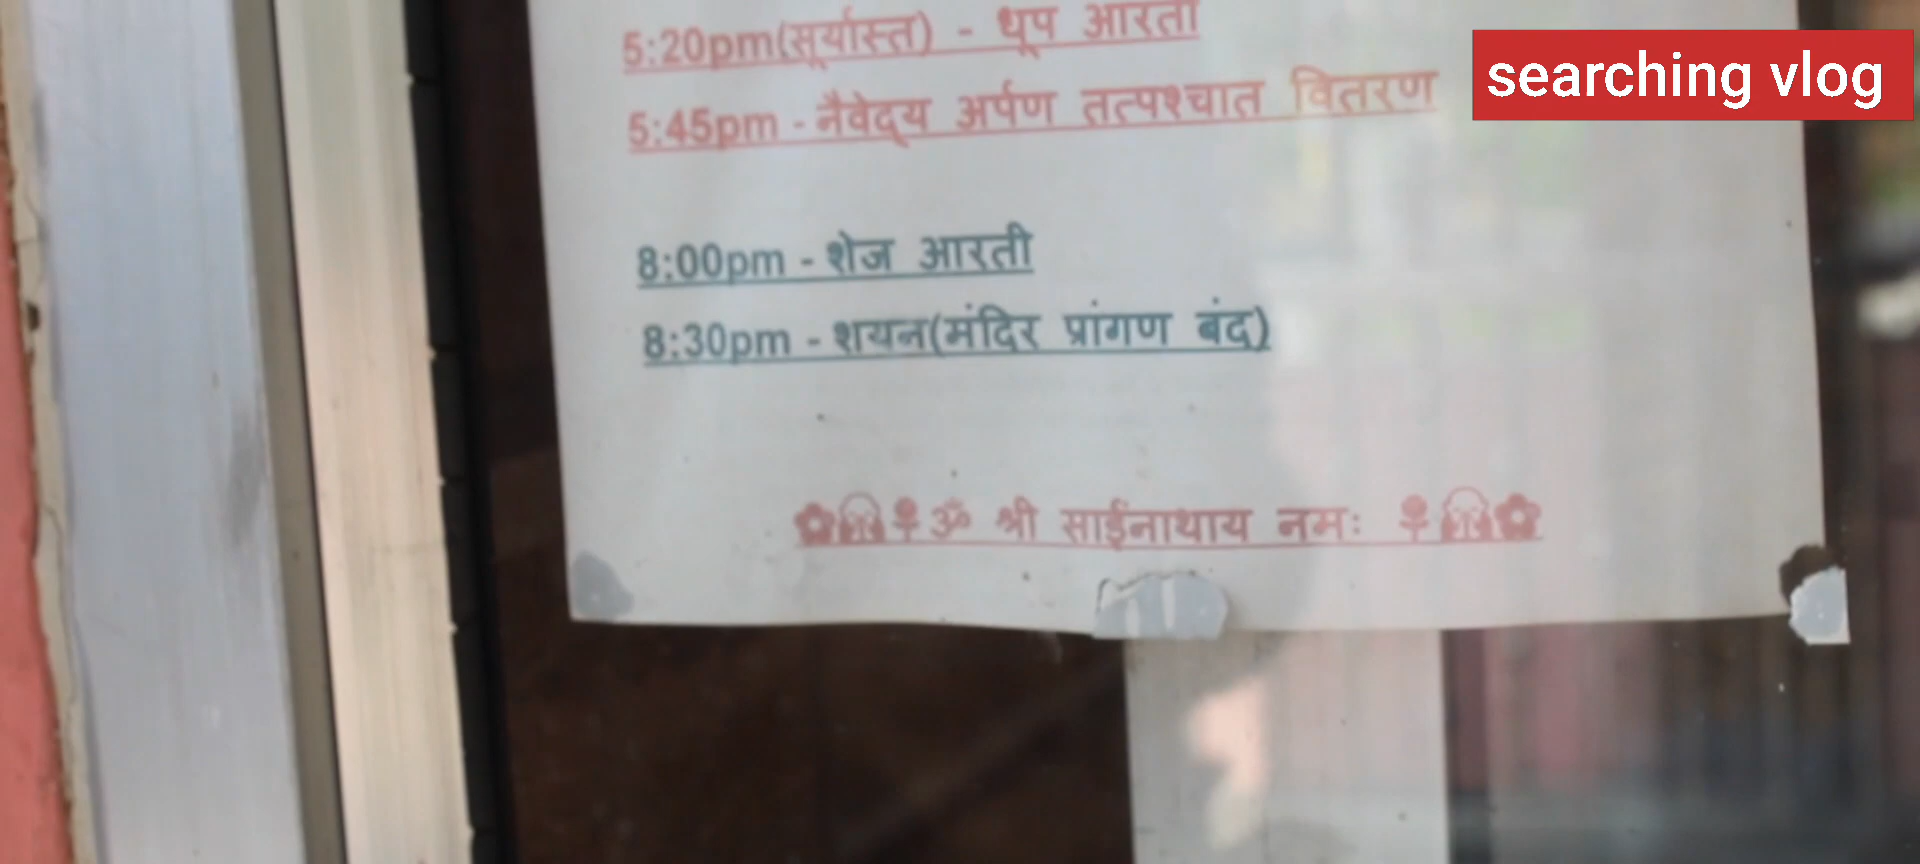 5:20pm(सूर्यास्त) - धूप आरती
searching vlog
5:45pm - नैवेद्य अर्पण तत्पश्चात वितरण
8:00pm - शेज आरती
8:30pm - शयन(मंदिर प्रांगण बंद)
ॐ श्री साईनाथाय नमः